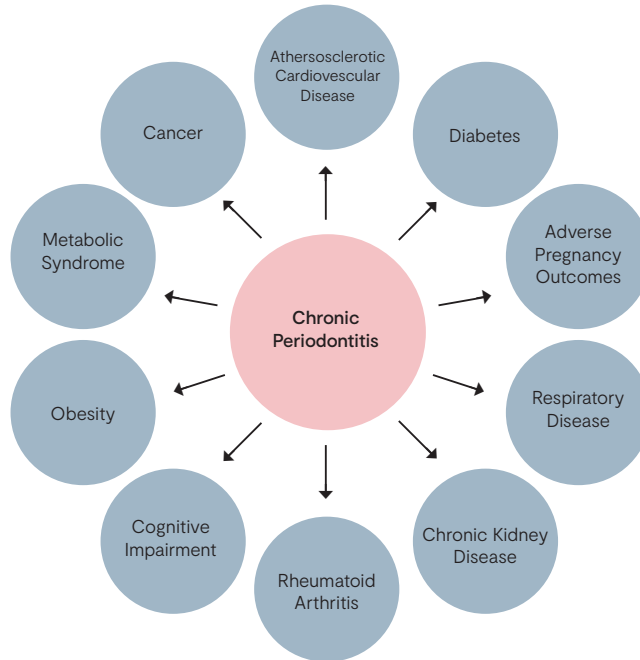 Athersosclerotic
Cardiovescular
Disease
Cancer
Diabetes
Metabolic
Syndrome
Adverse
Pregnancy
Outcomes
Chronic
Periodontitis
Obesity
Respiratory
Disease
Cognitive
Impairment
Chronic Kidney
Disease
Rheumatoid
Arthritis